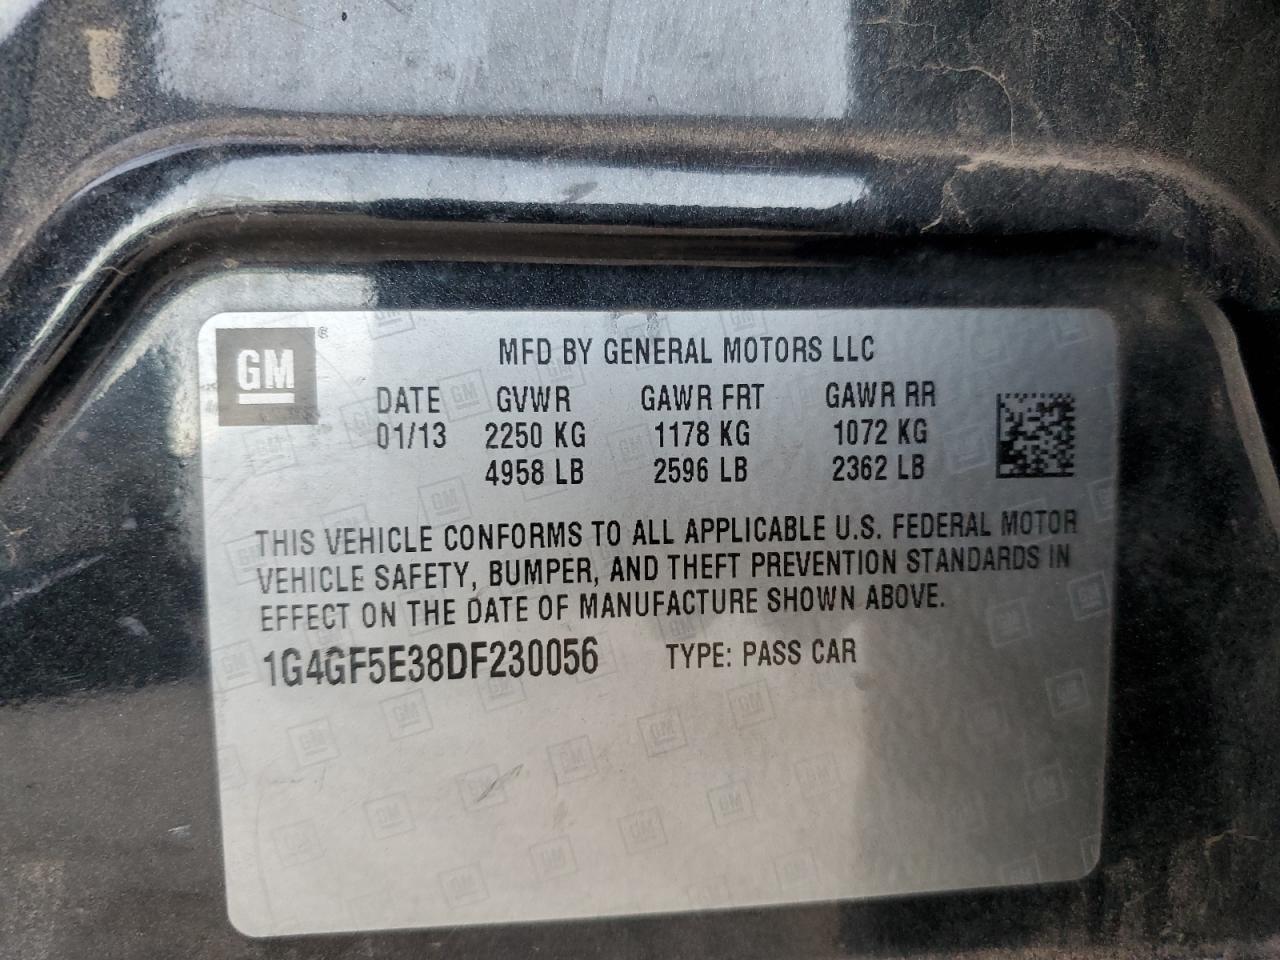 GM ®
MFD BY GENERAL MOTORS LLC
DATE GVWR GAWR FRT GAWR RR
01/13 2250 KG 1178 KG 1072 KG
4958 LB 2596 LB 2362 LB
THIS VEHICLE CONFORMS TO ALL APPLICABLE U.S. FEDERAL MOTOR
VEHICLE SAFETY, BUMPER, AND THEFT PREVENTION STANDARDS IN
EFFECT ON THE DATE OF MANUFACTURE SHOWN ABOVE.
1G4GF5E38DF230056 TYPE: PASS CAR